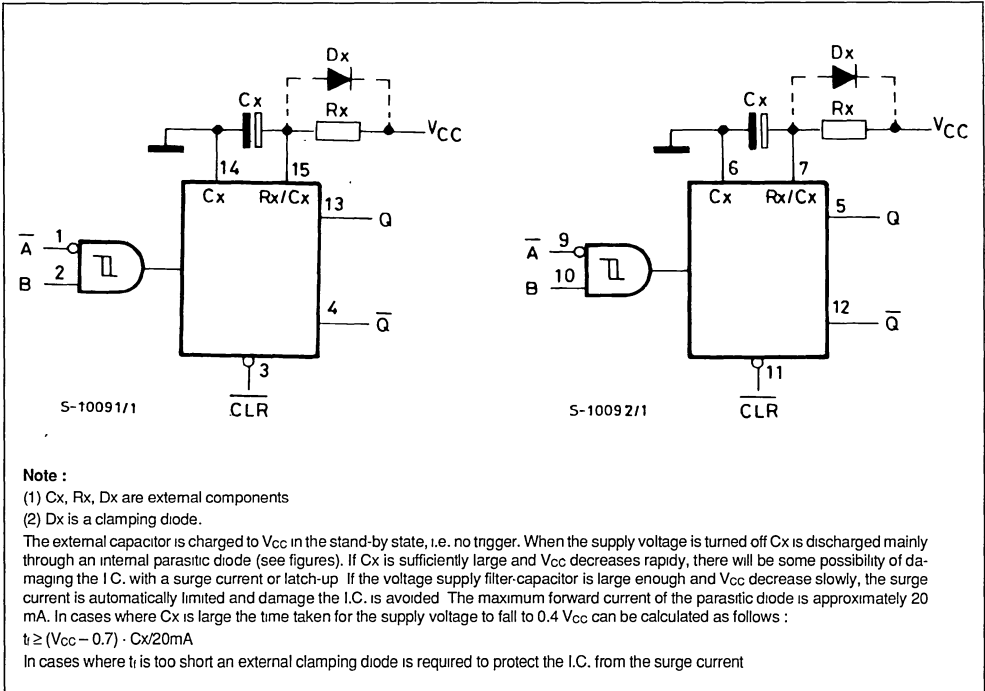 Dx
Cx
Rx
VCC
14
15
Cx
Rx/Cx
13
Q
A
1
B
2
4
Q
3
CLR
S-10091/1
Dx
Cx
Rx
VCC
6
7
Cx
Rx/Cx
5
Q
A
9
B
10
12
Q
11
CLR
S-10092/1
Note :
(1) Cx, Rx, Dx are external components
(2) Dx is a clamping diode.
The external capacitor is charged to VCC in the stand-by state, i.e. no trigger. When the supply voltage is turned off Cx is discharged mainly
through an internal parasitic diode (see figures). If Cx is sufficiently large and VCC decreases rapidy, there will be some possibility of da-
maging the I C. with a surge current or latch-up If the voltage supply filter-capacitor is large enough and VCC decrease slowly, the surge
current is automatically limited and damage the I.C. is avoided The maximum forward current of the parasitic diode is approximately 20
mA. In cases where Cx is large the time taken for the supply voltage to fall to 0.4 VCC can be calculated as follows :
tf ≥ (VCC – 0.7) · Cx/20mA
In cases where tf is too short an external clamping diode is required to protect the I.C. from the surge current